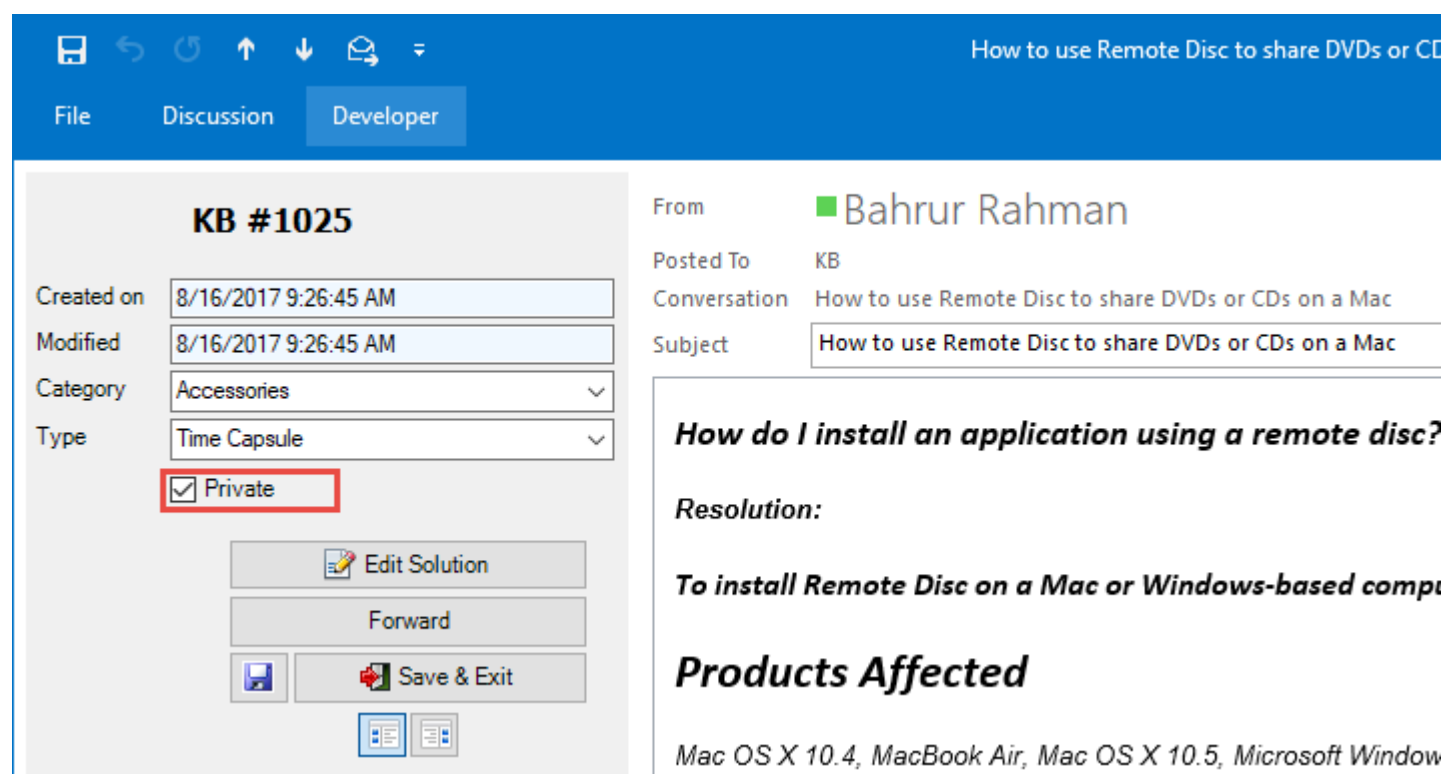 How to use Remote Disc to share DVDs or CD
File Discussion Developer
KB #1025
Created on 8/16/2017 9:26:45 AM
Modified 8/16/2017 9:26:45 AM
Category Accessories
Type Time Capsule
Private
Edit Solution
Forward
Save & Exit
From Bahrur Rahman
Posted To KB
Conversation How to use Remote Disc to share DVDs or CDs on a Mac
Subject How to use Remote Disc to share DVDs or CDs on a Mac
How do I install an application using a remote disc?
Resolution:
To install Remote Disc on a Mac or Windows-based
Products Affected
Mac OS X 10.4, MacBook Air, Mac OS X 10.5, Microsoft